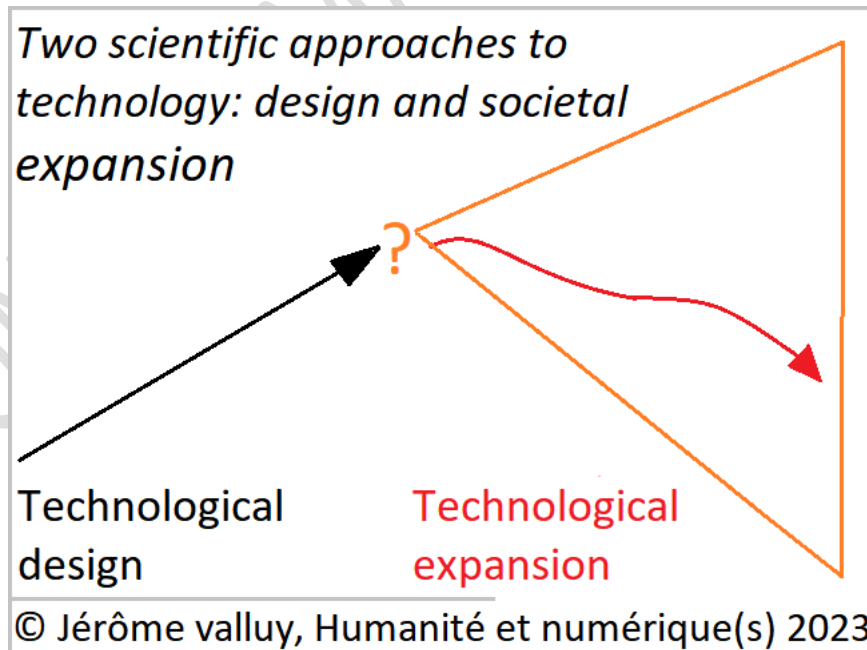 Two scientific approaches to
technology: design and societal
expansion
?
Technological
design
Technological
expansion
© Jérôme valluy, Humanité et numérique(s) 2023